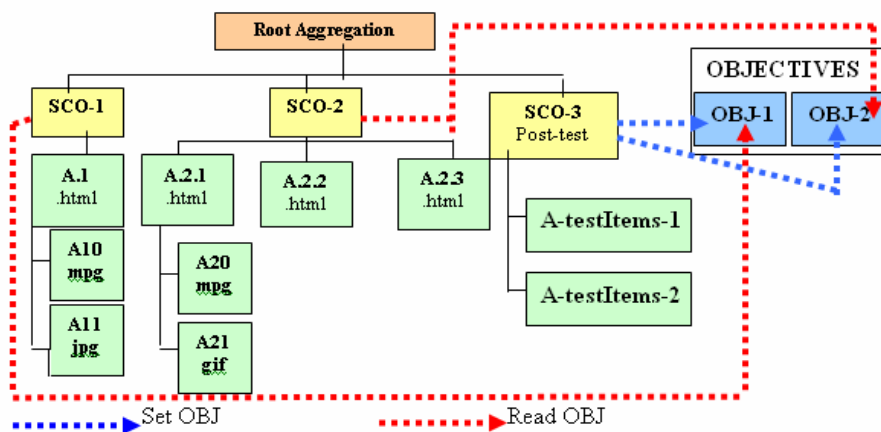 Root Aggregation
OBJECTIVES
SCO-1
SCO-2
SCO-3
Post-test
OBJ-1
OBJ-2
A.1
.html
A.2.1
.html
A.2.2
.html
A.2.3
.html
A10
mpg
A11
jpg
A20
mpg
A21
gif
A-testItems-1
A-testItems-2
Set OBJ
Read OBJ